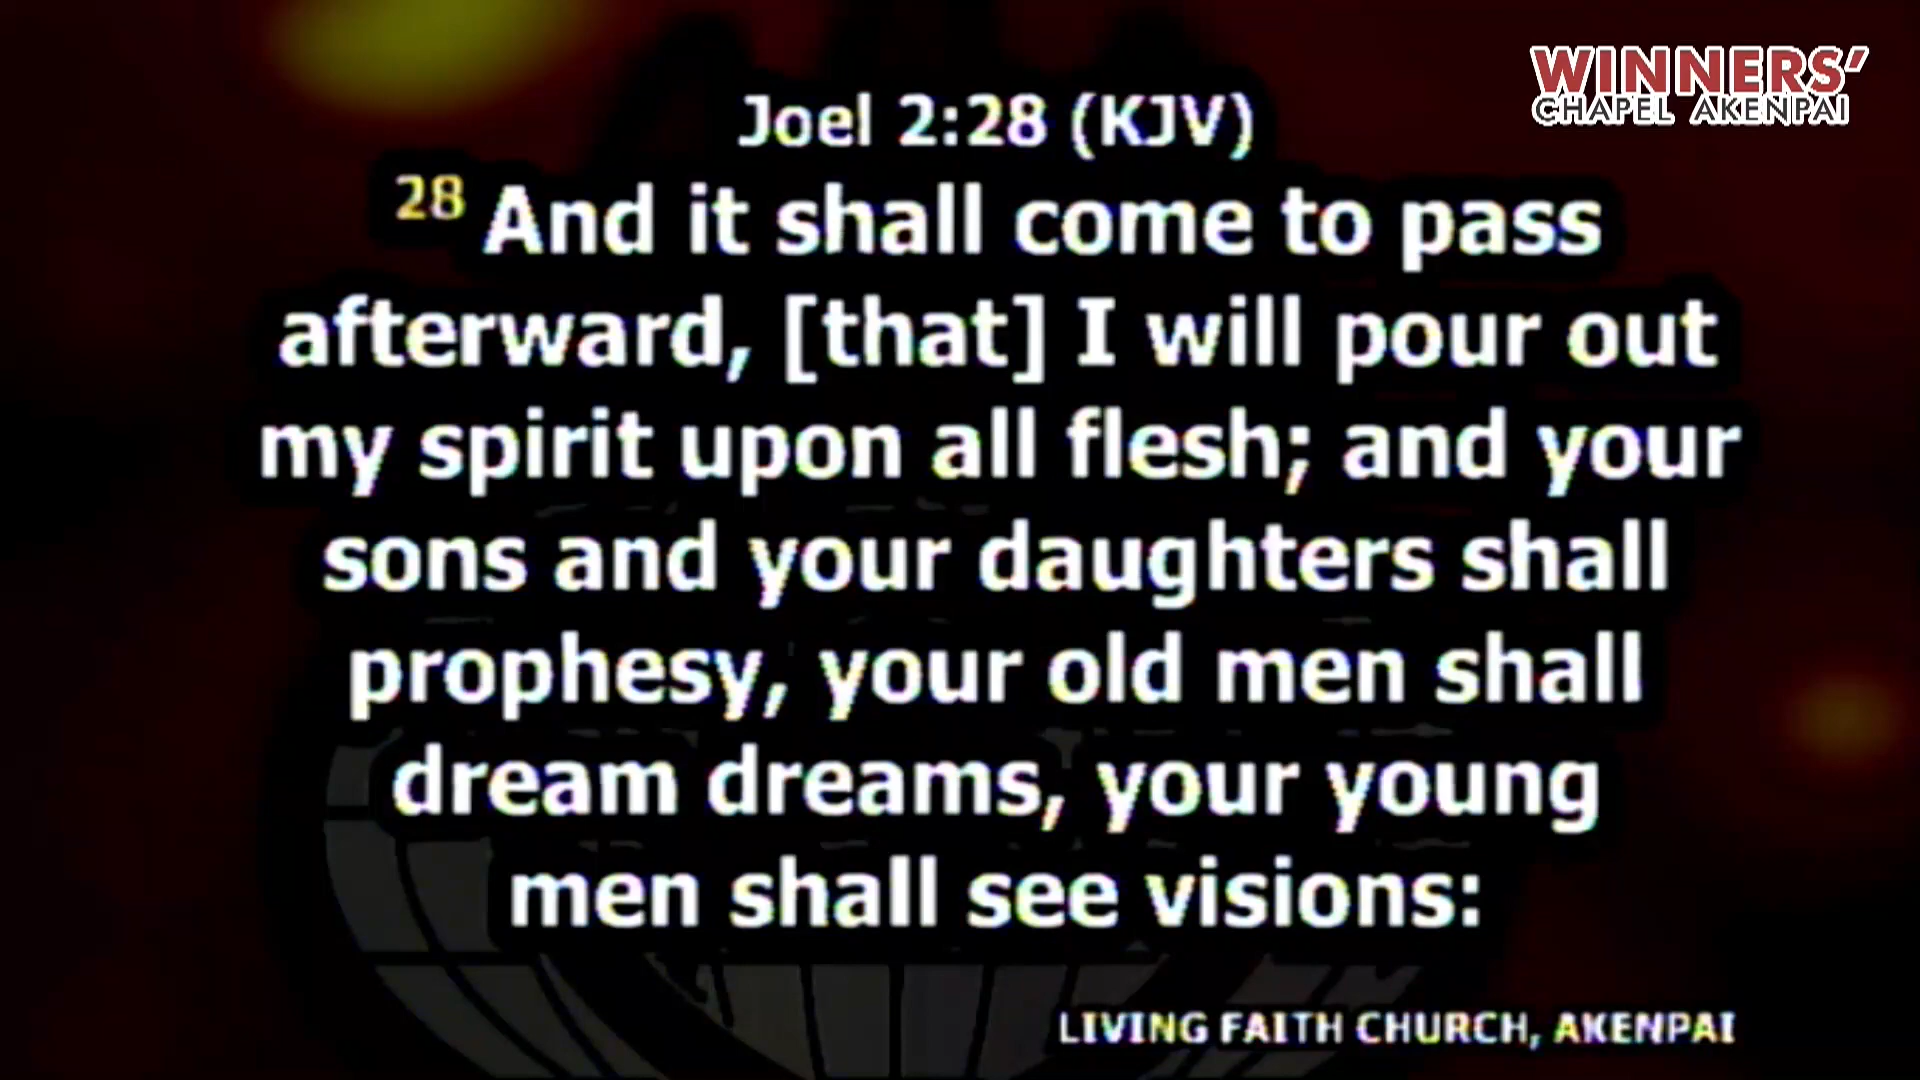 WINNERS'
CHAPEL AKENPAI
Joel 2:28 (KJV)
28 And it shall come to pass
afterward, [that] I will pour out
my spirit upon all flesh; and your
sons and your daughters shall
prophesy, your old men shall
dream dreams, your young
men shall see visions:
LIVING FAITH CHURCH, AKENPAI